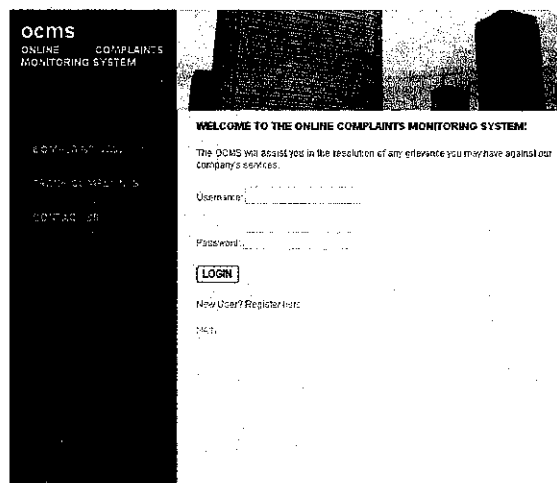 ocms
ONLINE COMPLAINTS
MONITORING SYSTEM
WELCOME TO THE ONLINE COMPLAINTS MONITORING SYSTEM!
The OCMS will assist you in the resolution of any grievance you may have against our
company's services.
Username:
Password:
LOGIN
New User? Register here